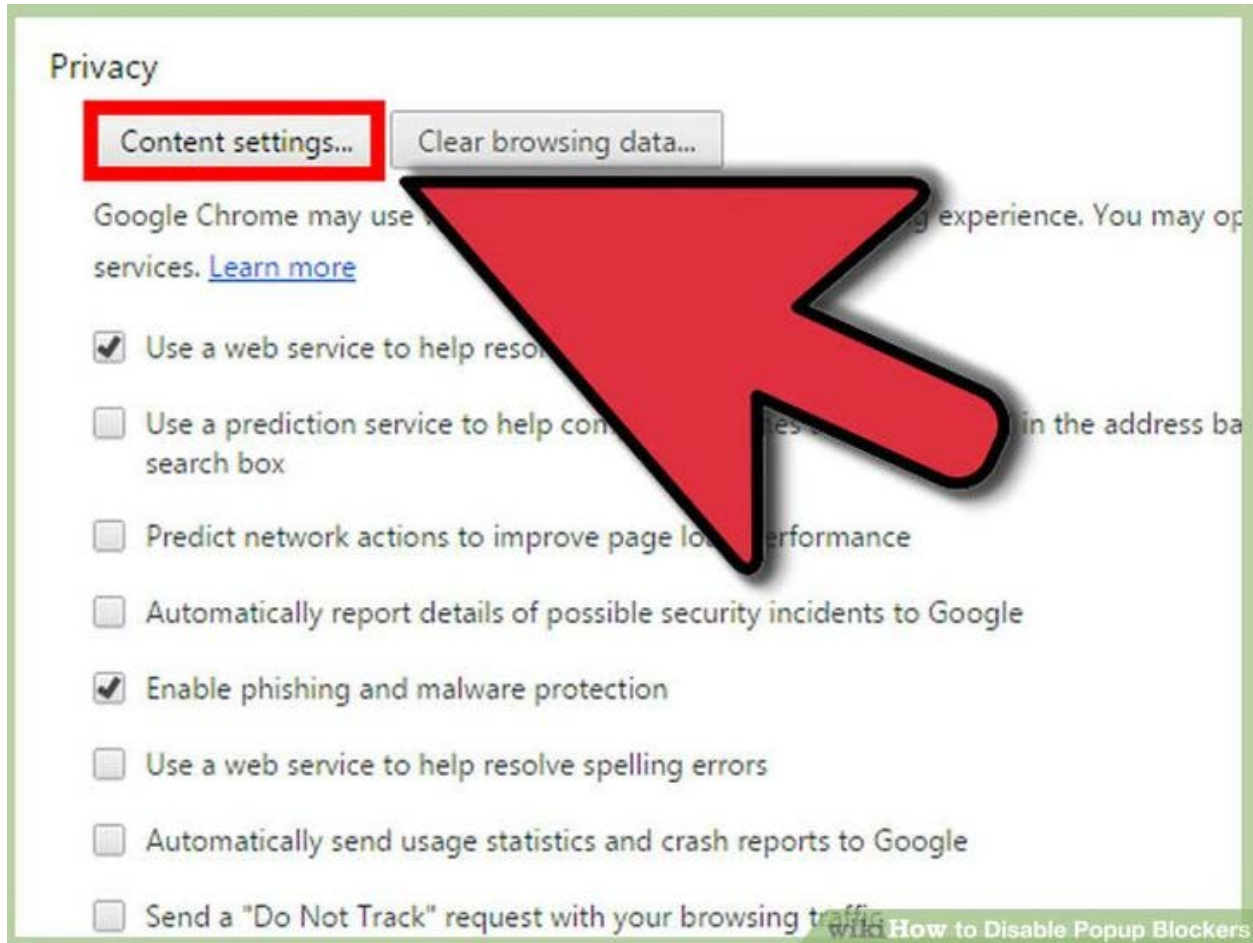 Privacy
Content settings... Clear browsing data...
Google Chrome may use experience. You may op
services. Learn more
Use a web service to help reso
Use a prediction service to help con in the address ba
search box
Predict network actions to improve page performance
Automatically report details of possible security incidents to Google
Enable phishing and malware protection
Use a web service to help resolve spelling errors
Automatically send usage statistics and crash reports to Google
Send a "Do Not Track" request with your browsing traffic
wikiHow to Disable Popup Blockers